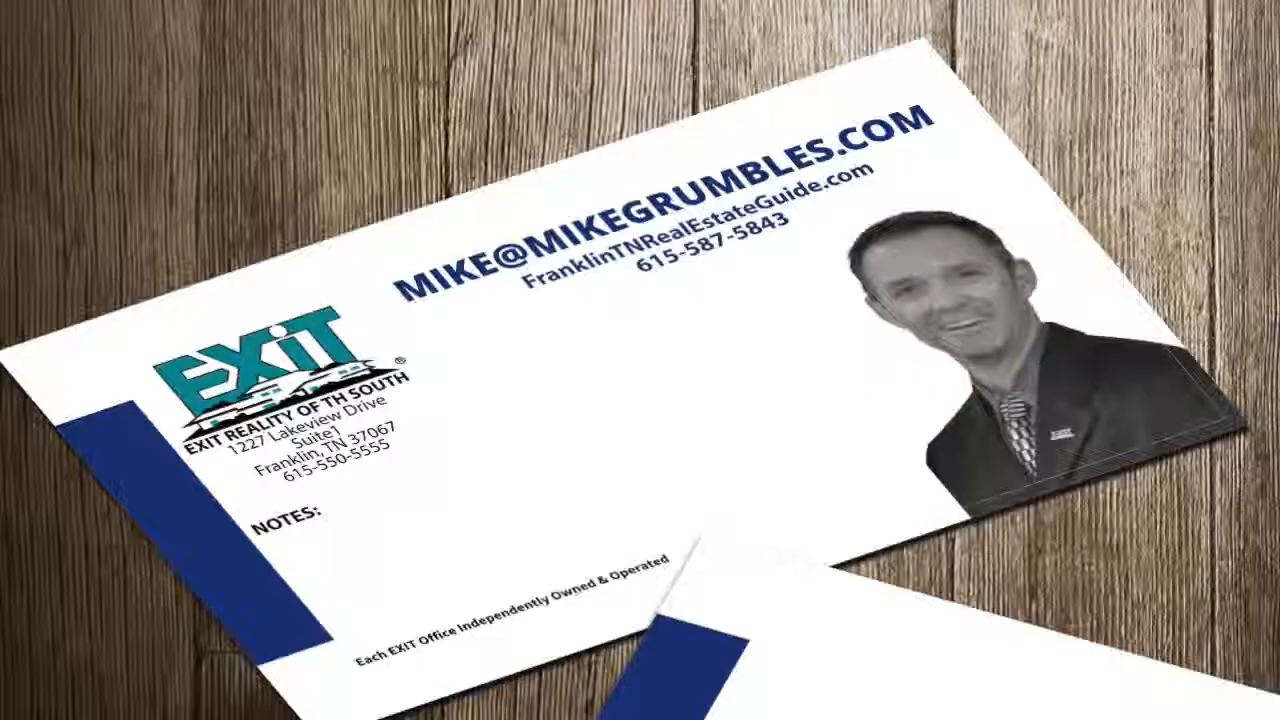 MIKE@MIKEGRUMBLES.COM
FranklinTNRealEstateGuide.com
615-587-5843
EXiT
®
EXIT REALITY OF TH SOUTH
1227 Lakeview Drive
Suite1
Franklin, TN 37067
615-550-5555
NOTES:
Each EXIT Office Independently Owned & Operated